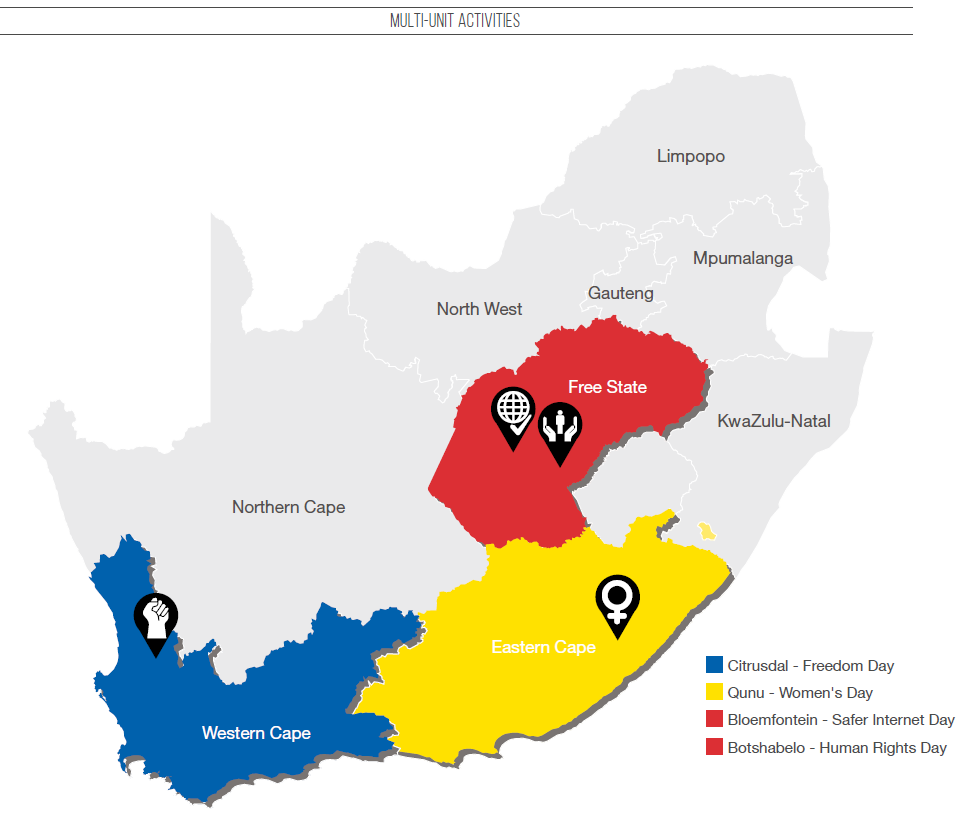 MULTI-UNIT ACTIVITIES
Limpopo
Mpumalanga
Gauteng
North West
Free State
KwaZulu-Natal
Northern Cape
Eastern Cape
Western Cape
Citrusdal - Freedom Day
Qunu - Women's Day
Bloemfontein - Safer Internet Day
Botshabelo - Human Rights Day